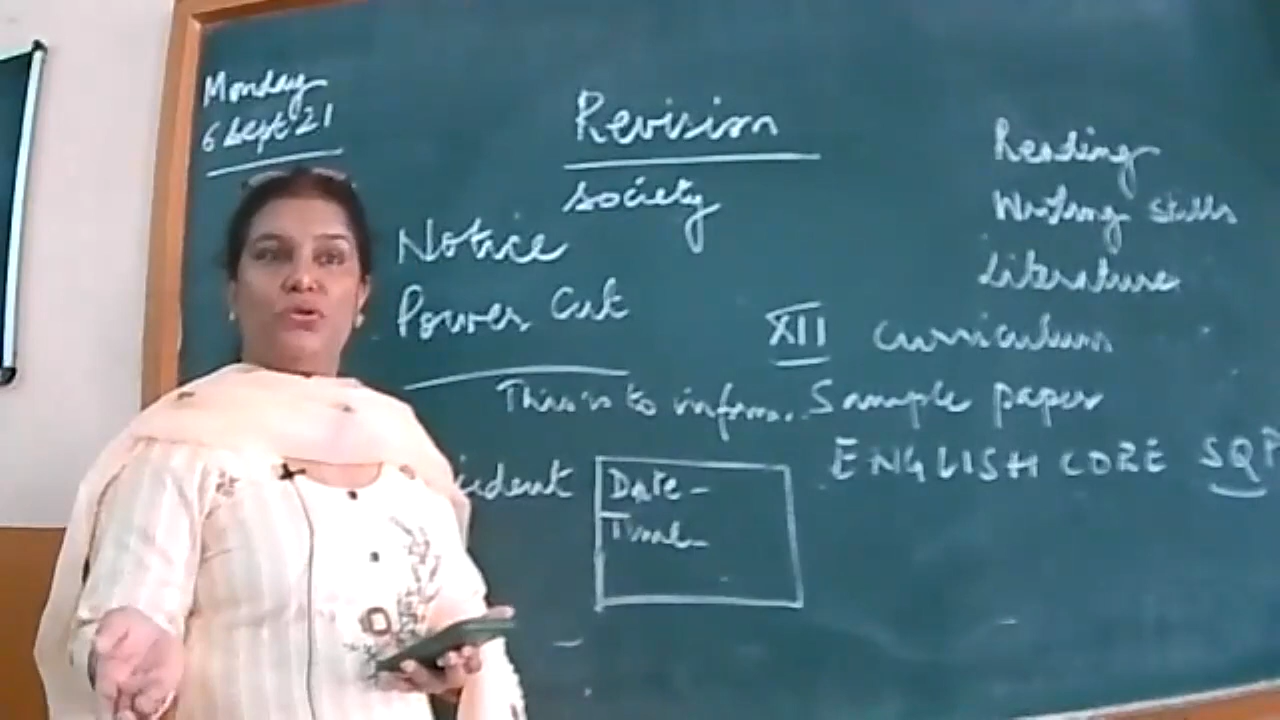 Monday
6 Sept 21
Revision
society
Notice
Power Cut
This is to inform.
Date -
Time -
Reading
Writing Skills
Literature
XII curriculum
Sample paper
ENGLISH CORE SQP